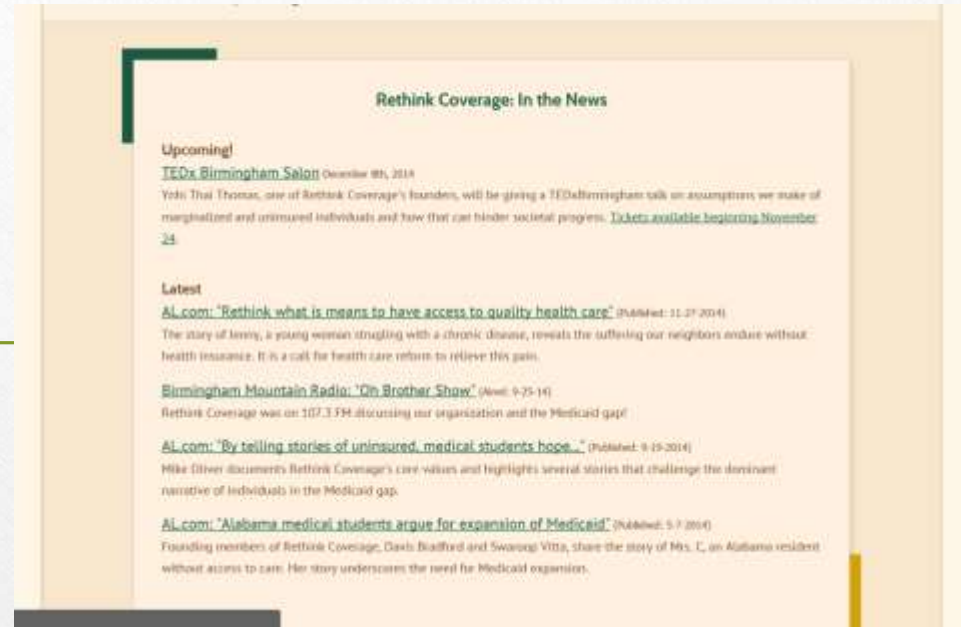 Rethink Coverage: In the News
Upcoming!
TEDx Birmingham Salon December 8th, 2014
Thai Thomas, one of Rethink Coverage's founders, will be giving a TEDxBirmingham talk on assumptions we make of
marginalized and uninsured individuals and how that can hinder societal progress. Tickets available beginning November
24.
Latest
AL.com: "Rethink what is means to have access to quality health care" (Published: 11-27-2014)
The story of Jenny, a young woman strugling with a chronic disease, reveals the suffering our neighbors endure without
health insurance. It is a call for health care reform to relieve this pain.
Birmingham Mountain Radio: "Oh Brother Show" (Aired: 9-25-14)
Rethink Coverage was on 107.3 FM discussing our organization and the Medicaid gap!
AL.com: "By telling stories of uninsured, medical students hope..." (Published: 9-19-2014)
Mike Oliver documents Rethink Coverage's core values and highlights several stories that challenge the dominant
narrative of individuals in the Medicaid gap.
AL.com: "Alabama medical students argue for expansion of Medicaid" (Published: 5-7-2014)
Founding members of Rethink Coverage, Davis Bradford and Swaroop Vitta, share the story of Mrs. C, an Alabama resident
without access to care. Her story underscores the need for Medicaid expansion.